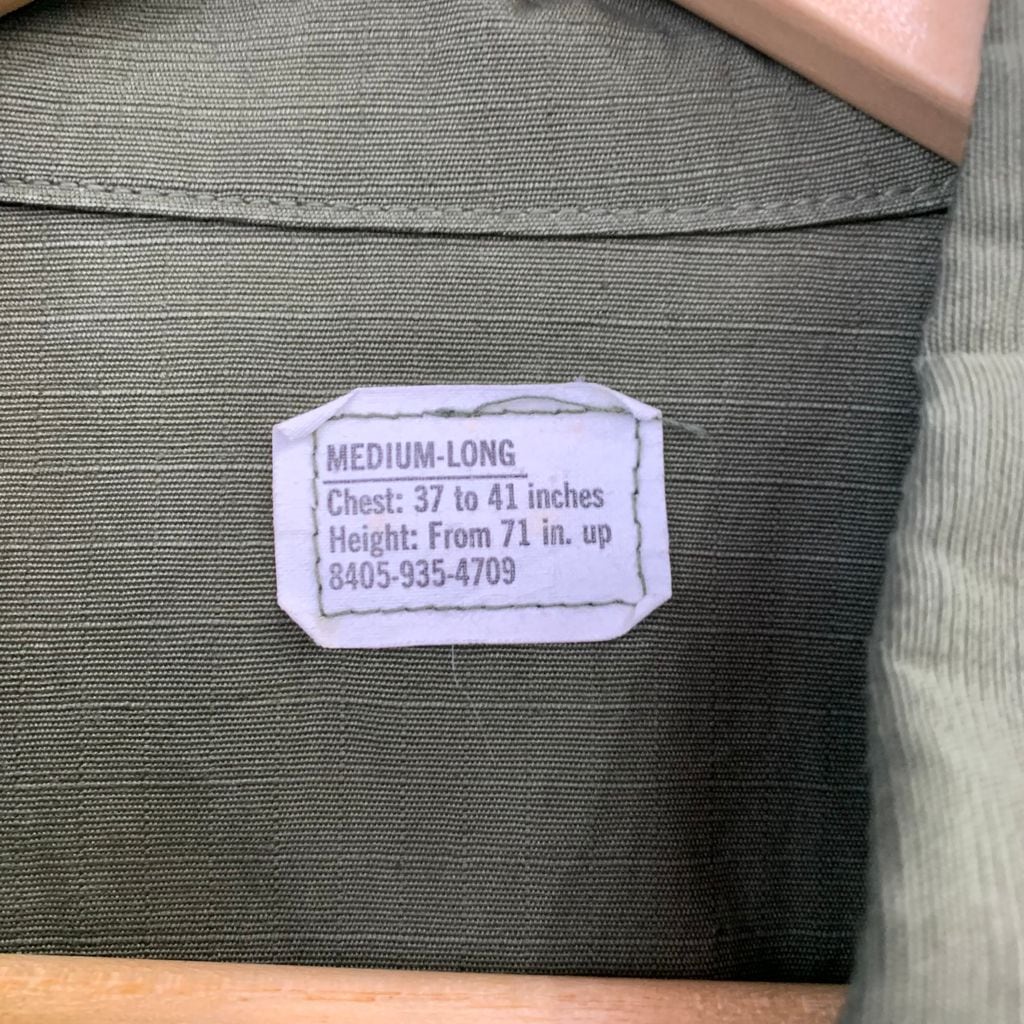 MEDIUM-LONG
Chest: 37 to 41 inches
Height: From 71 in. up
8405-935-4709